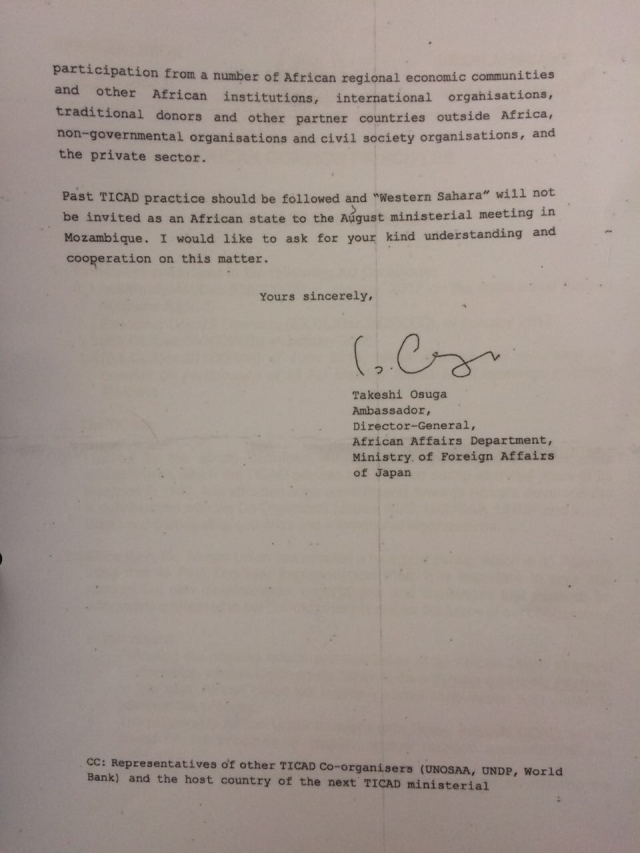 participation from a number of African regional economic communities
and other African institutions, international orgahisations,
traditional donors and other partner countries outside Africa,
non-governmental organisations and civil society organisations, and
the private sector.
Past TICAD practice should be followed and "Western Sahara" will not
be invited as an African state to the August ministerial meeting in
Mozambique. I would like to ask for your kind understanding and
cooperation on this matter.
Yours sincerely,
Takeshi Osuga
Ambassador,
Director-General,
African Affairs Department,
Ministry of Foreign Affairs
of Japan
CC: Representatives of other TICAD Co-organisers (UNOSAA, UNDP, World
Bank) and the host country of the next TICAD ministerial